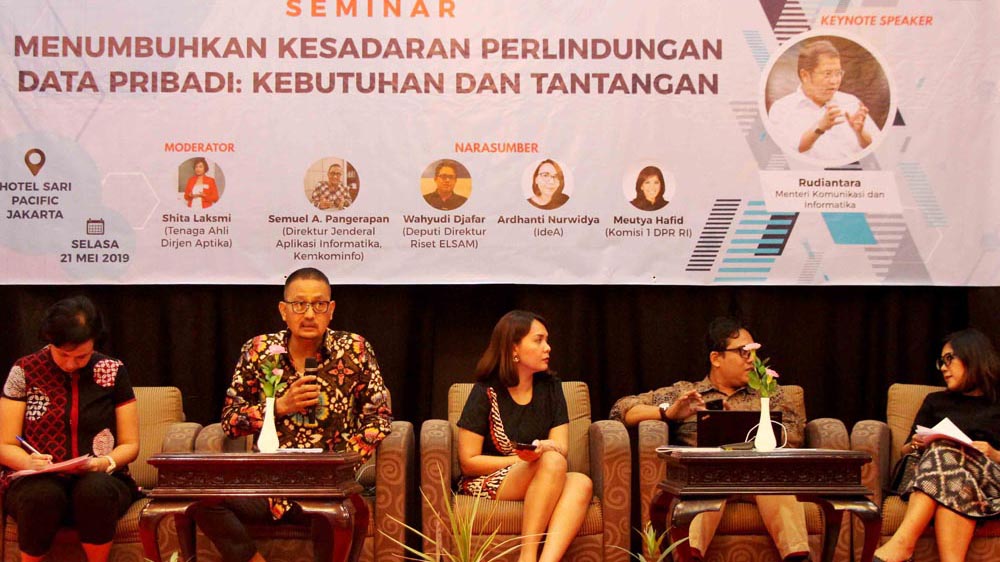 SEMINAR
MENUMBUHKAN KESADARAN PERLINDUNGAN
DATA PRIBADI: KEBUTUHAN DAN TANTANGAN
KEYNOTE SPEAKER
Rudiantara
Menteri Komunikasi dan
Informatika
HOTEL SARI
PACIFIC
JAKARTA
SELASA
21 MEI 2019
MODERATOR
Shita Laksmi
(Tenaga Ahli
Dirjen Aptika)
NARASUMBER
Semuel A. Pangerapan
(Direktur Jenderal
Aplikasi Informatika,
Kemkominfo)
Wahyudi Djafar
(Deputi Direktur
Riset ELSAM)
Ardhanti Nurwidya
(ideA)
Meutya Hafid
(Komisi 1 DPR RI)